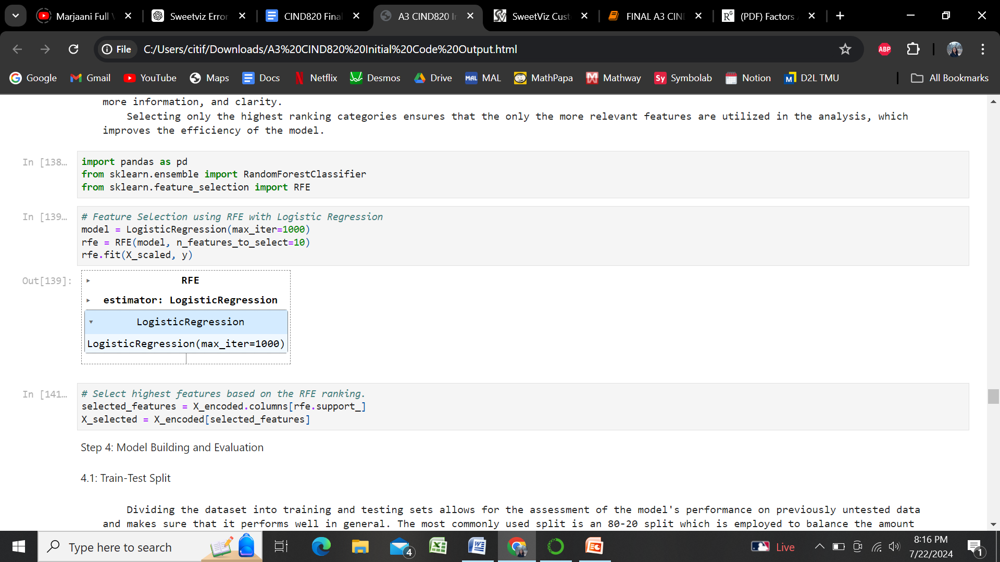 Marjaani Full V
Sweetviz Error
CIND820 Final
A3 CIND820 In
SweetViz Cust
FINAL A3 CIN
(PDF) Factors A
File C:/Users/citif/Downloads/A3%20CIND820%20Initial%20Code%20Output.html
ABP
Google Gmail YouTube Maps Docs Netflix Desmos Drive MAL MAL MathPapa Mathway Sy Symbolab Notion D2L TMU All Bookmarks
more information, and clarity.
Selecting only the highest ranking categories ensures that the only the more relevant features are utilized in the analysis, which
improves the efficiency of the model.
In [138…
import pandas as pd
from sklearn.ensemble import RandomForestClassifier
from sklearn.feature_selection import RFE
In [139…
# Feature Selection using RFE with Logistic Regression
model = LogisticRegression(max_iter=1000)
rfe = RFE(model, n_features_to_select=10)
rfe.fit(X_scaled, y)
Out[139]:
RFE
estimator: LogisticRegression
LogisticRegression
LogisticRegression(max_iter=1000)
In [141…
# Select highest features based on the RFE ranking.
selected_features = X_encoded.columns[rfe.support_]
X_selected = X_encoded[selected_features]
Step 4: Model Building and Evaluation
4.1: Train-Test Split
Dividing the dataset into training and testing sets allows for the assessment of the model's performance on previously untested data
and makes sure that it performs well in general. The most commonly used split is an 80-20 split which is employed to balance the amount
Type here to search
4
Live
8:16 PM
7/22/2024
1